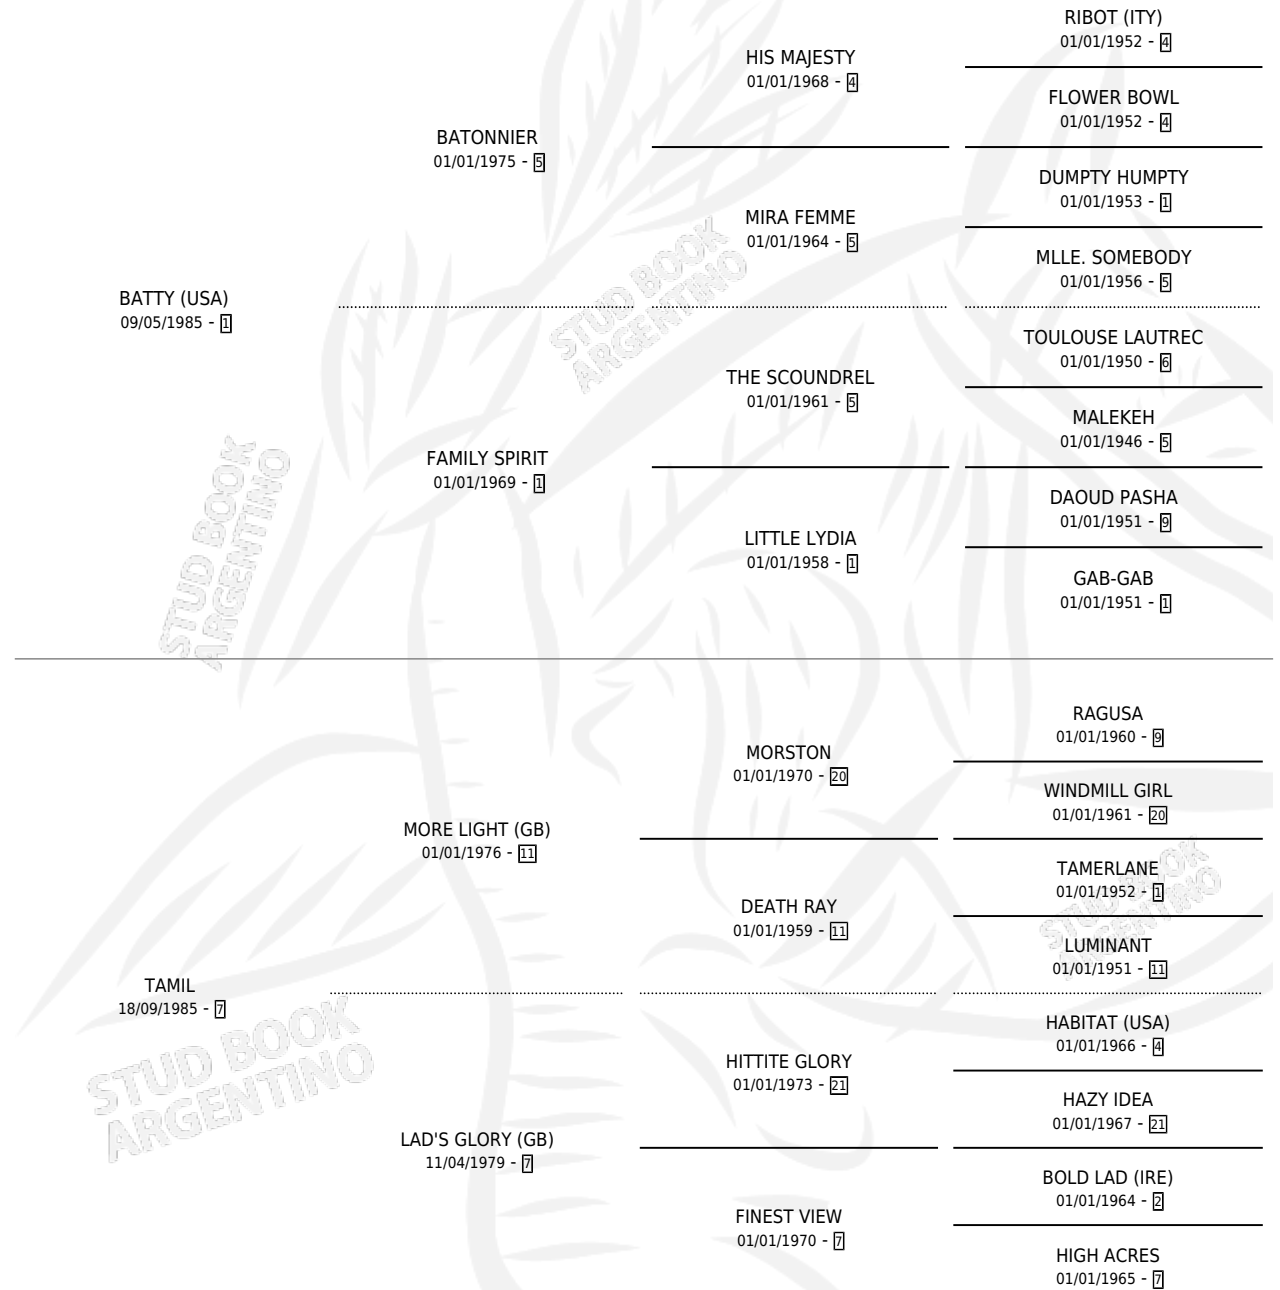 RIBOT (ITY)
01/01/1952 - 4
HIS MAJESTY
01/01/1968 - 4
FLOWER BOWL
01/01/1952 - 4
BATONNIER
01/01/1975 - 5
DUMPTY HUMPTY
01/01/1953 - 1
MIRA FEMME
01/01/1964 - 5
MLLE. SOMEBODY
01/01/1956 - 5
BATTY (USA)
09/05/1985 - 1
STUD BOOK
ARGENTINO
TOULOUSE LAUTREC
01/01/1950 - 6
THE SCOUNDREL
01/01/1961 - 5
MALEKEH
01/01/1946 - 5
FAMILY SPIRIT
01/01/1969 - 1
DAOUD PASHA
01/01/1951 - 9
LITTLE LYDIA
01/01/1958 - 1
GAB-GAB
01/01/1951 - 1
STUD BOOK
ARGENTINO
RAGUSA
01/01/1960 - 9
MORSTON
01/01/1970 - 20
WINDMILL GIRL
01/01/1961 - 20
MORE LIGHT (GB)
01/01/1976 - 11
TAMERLANE
01/01/1952 - 1
DEATH RAY
01/01/1959 - 11
STUD BOOK
ARGENTINO
LUMINANT
01/01/1951 - 11
TAMIL
18/09/1985 - 7
HABITAT (USA)
01/01/1966 - 4
HITTITE GLORY
01/01/1973 - 21
STUD BOOK
ARGENTINO
HAZY IDEA
01/01/1967 - 21
LAD'S GLORY (GB)
11/04/1979 - 7
BOLD LAD (IRE)
01/01/1964 - 2
FINEST VIEW
01/01/1970 - 7
HIGH ACRES
01/01/1965 - 7